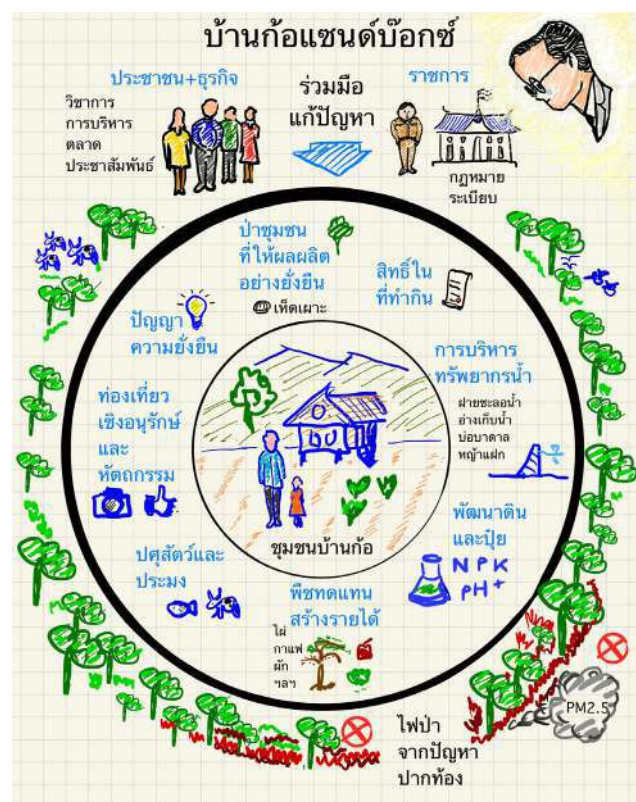 บ้านก้อแซนด์บ๊อกซ์
ประชาชน+ธุรกิจ
วิชาการ
การบริหาร
ตลาด
ประชาสัมพันธ์
ร่วมมือ
แก้ปัญหา
ราชการ
กฎหมาย
ระเบียบ
ป่าชุมชน
ที่ให้ผลผลิต
อย่างยั่งยืน
เห็ดเผาะ
สิทธิ์ใน
ที่ทำกิน
ปัญญา
ความยั่งยืน
การบริหาร
ทรัพยากรน้ำ
ฝายชะลอน้ำ
อ่างเก็บน้ำ
บ่อบาดาล
หญ้าแฝก
ท่องเที่ยว
เชิงอนุรักษ์
และ
หัตถกรรม
พัฒนาดิน
และปุ๋ย
N P K
PH+
ชุมชนบ้านก้อ
ปศุสัตว์และ
ประมง
พืชทดแทน
สร้างรายได้
ไผ่
กาแฟ
ผัก
ฯลฯ
PM2.5
ไฟป่า
จากปัญหา
ปากท้อง